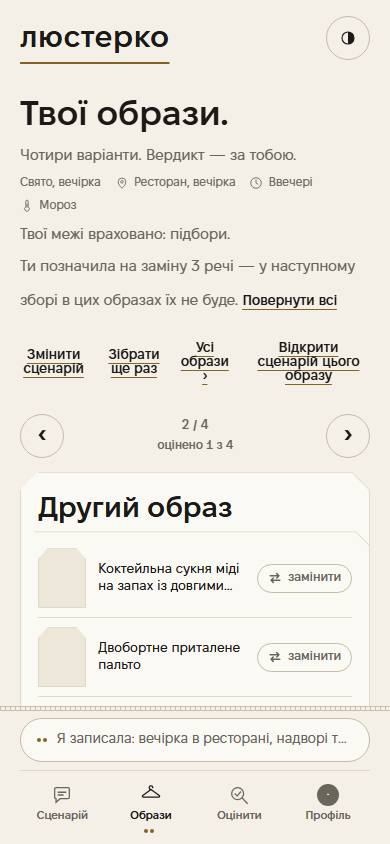 люстерко
Твої образи.
Чотири варіанти. Вердикт — за тобою.
Свято, вечірка Ресторан, вечірка Ввечері
Мороз
Твої межі враховано: підбори.
Ти позначила на заміну 3 речі — у наступному
зборі в цих образах їх не буде. Повернути всі
Змінити сценарій
Зібрати ще раз
Усі образи ›
Відкрити сценарій цього образу
‹ 2 / 4 ›
оцінено 1 з 4
Другий образ
Коктейльна сукня міді
на запах із довгими…
замінити
Двобортне приталене
пальто
замінити
Я записала: вечірка в ресторані, надворі т…
Сценарій Образи Оцінити Профіль